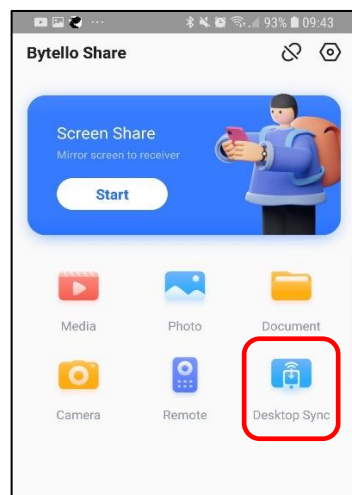 93% 09:43
Bytello Share
Screen Share
Mirror screen to receiver
Start
Media Photo Document
Camera Remote Desktop Sync